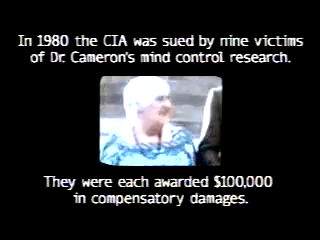 In 1980 the CIA was sued by nine victims
of Dr. Cameron's mind control research.
They were each awarded $100,000
in compensatory damages.